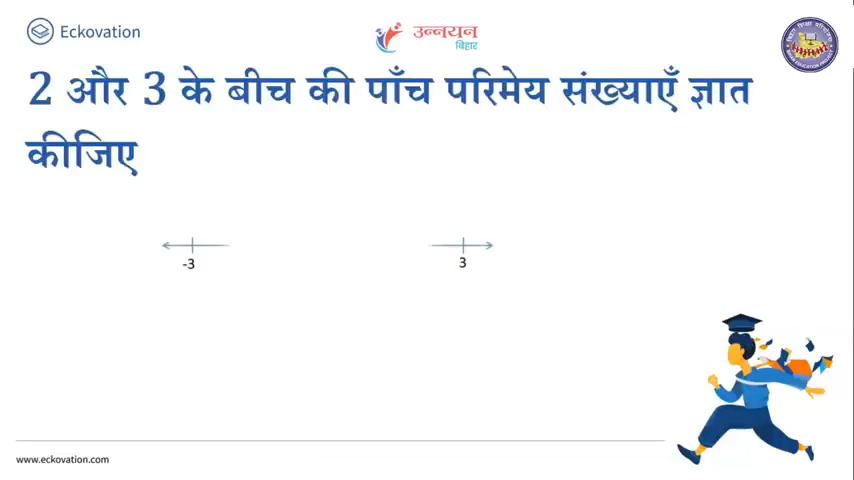 Eckovation
उन्नयन
बिहार
2 और 3 के बीच की पाँच परिमेय संख्याएँ ज्ञात
कीजिए
-3
3
www.eckovation.com